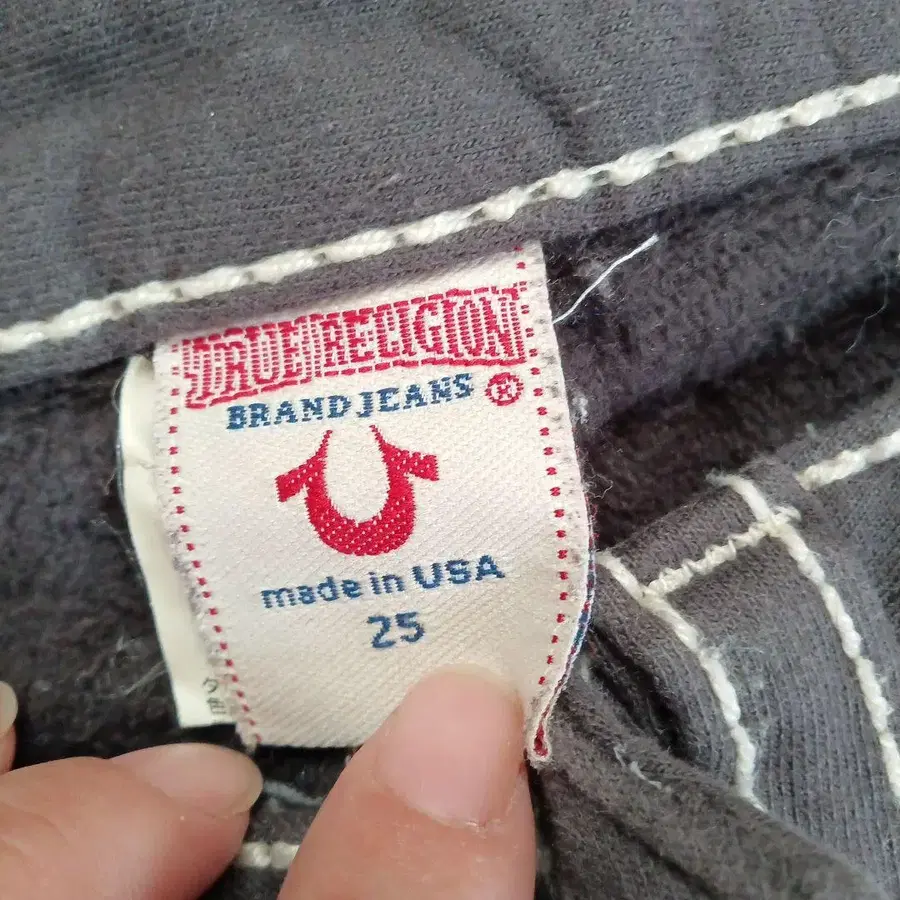 TRUE RELIGION
BRAND JEANS ®
made in USA
25